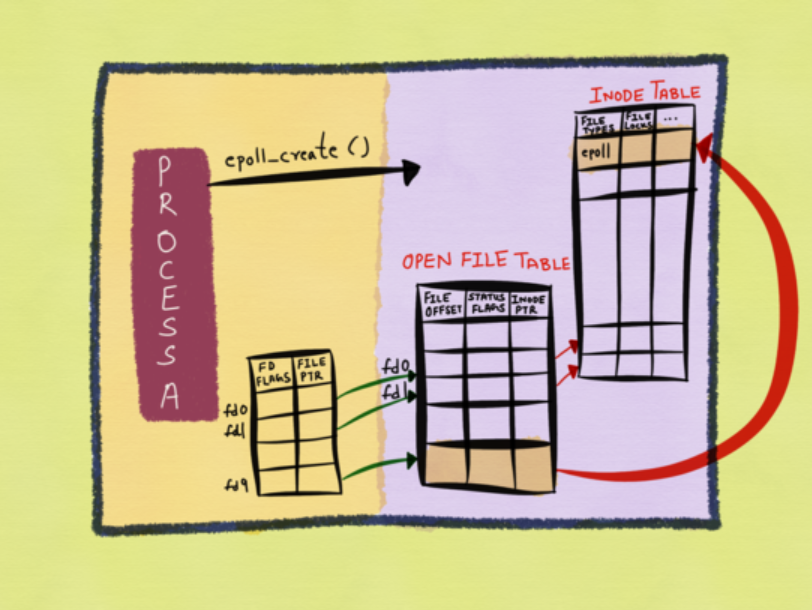 INODE TABLE
FILE TYPES
FILE LOCKS
...
epoll
epoll_create ()
PROCESS A
OPEN FILE TABLE
FILE OFFSET
STATUS FLAGS
INODE PTR
FD FLAGS
FILE PTR
fd0
fd1
fd0
fd1
fd9